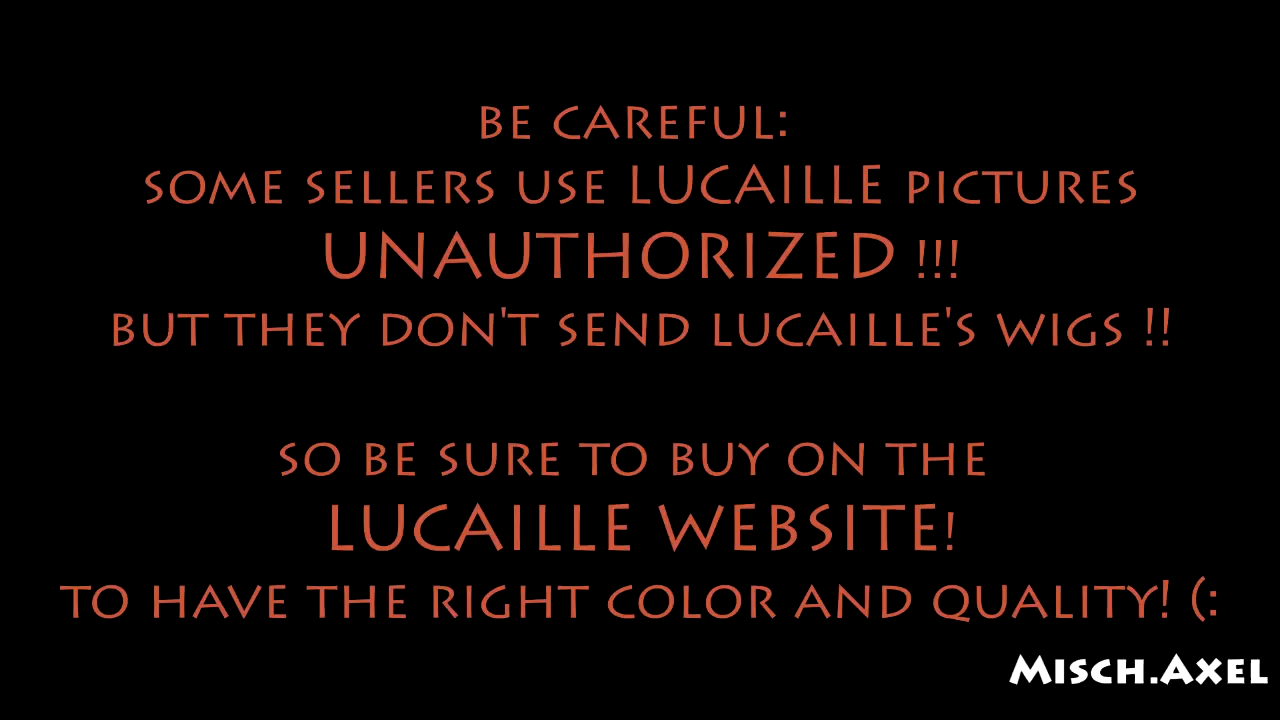 BE CAREFUL:
SOME SELLERS USE LUCAILLE PICTURES
UNAUTHORIZED !!!
BUT THEY DON'T SEND LUCAILLE'S WIGS !!
SO BE SURE TO BUY ON THE
LUCAILLE WEBSITE!
TO HAVE THE RIGHT COLOR AND QUALITY! (:
MISCH.AXEL